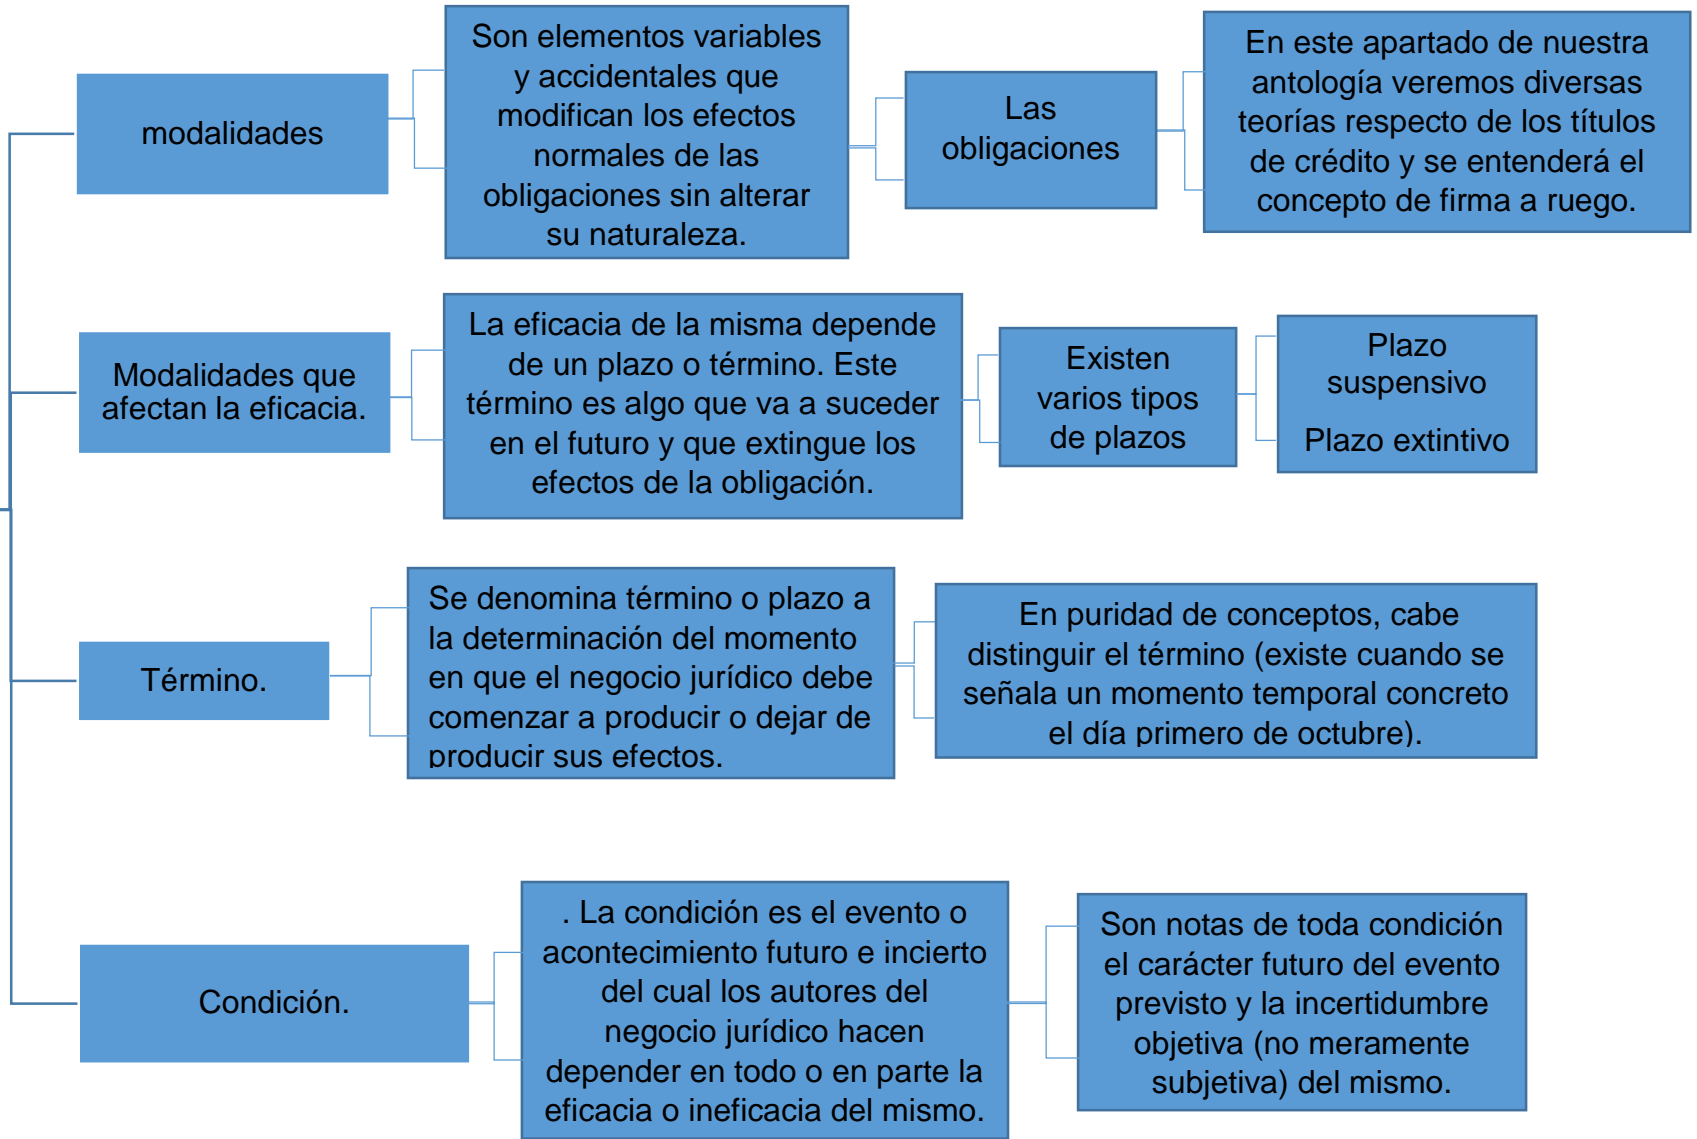 modalidades
Son elementos variables
y accidentales que
modifican los efectos
normales de las
obligaciones sin alterar
su naturaleza.
Las
obligaciones
En este apartado de nuestra
antología veremos diversas
teorías respecto de los títulos
de crédito y se entenderá el
concepto de firma a ruego.
Modalidades que
afectan la eficacia.
La eficacia de la misma depende
de un plazo o término. Este
término es algo que va a suceder
en el futuro y que extingue los
efectos de la obligación.
Existen
varios tipos
de plazos
Plazo
suspensivo
Plazo extintivo
Término.
Se denomina término o plazo a
la determinación del momento
en que el negocio jurídico debe
comenzar a producir o dejar de
producir sus efectos.
En puridad de conceptos, cabe
distinguir el término (existe cuando se
señala un momento temporal concreto
el día primero de octubre).
Condición.
. La condición es el evento o
acontecimiento futuro e incierto
del cual los autores del
negocio jurídico hacen
depender en todo o en parte la
eficacia o ineficacia del mismo.
Son notas de toda condición
el carácter futuro del evento
previsto y la incertidumbre
objetiva (no meramente
subjetiva) del mismo.